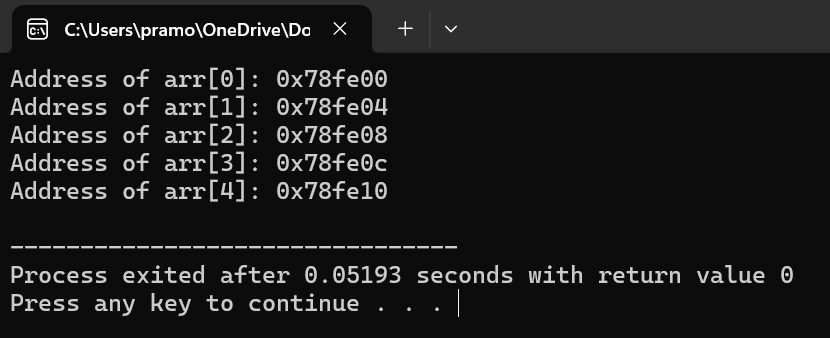 C:\Users\pramo\OneDrive\Do
Address of arr[0]: 0x78fe00
Address of arr[1]: 0x78fe04
Address of arr[2]: 0x78fe08
Address of arr[3]: 0x78fe0c
Address of arr[4]: 0x78fe10
--------------------------------
Process exited after 0.05193 seconds with return value 0
Press any key to continue . . .